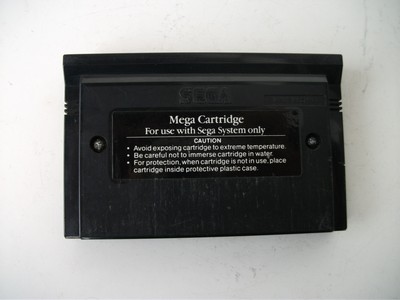 SEGA
Mega Cartridge
For use with Sega System only
CAUTION
• Avoid exposing cartridge to extreme temperature.
• Be careful not to immerse cartridge in water.
• For protection, when cartridge is not in use, place
cartridge inside protective plastic case.